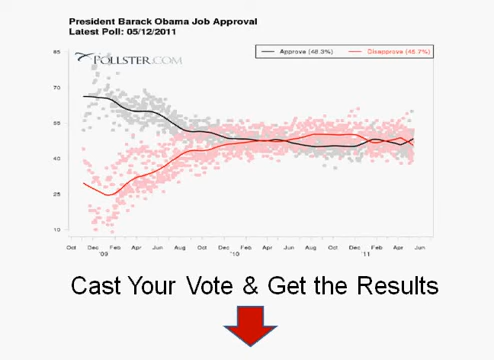 President Barack Obama Job Approval
Latest Poll: 05/12/2011
Approve (48.3%) Disapprove (45.7%)
POLLSTER.COM
85
70
55
40
25
10
Oct Dec Feb Apr Jun Aug Oct Dec Feb Apr Jun Aug Oct Dec Feb Apr Jun
'09 '10 '11
Cast Your Vote & Get the Results